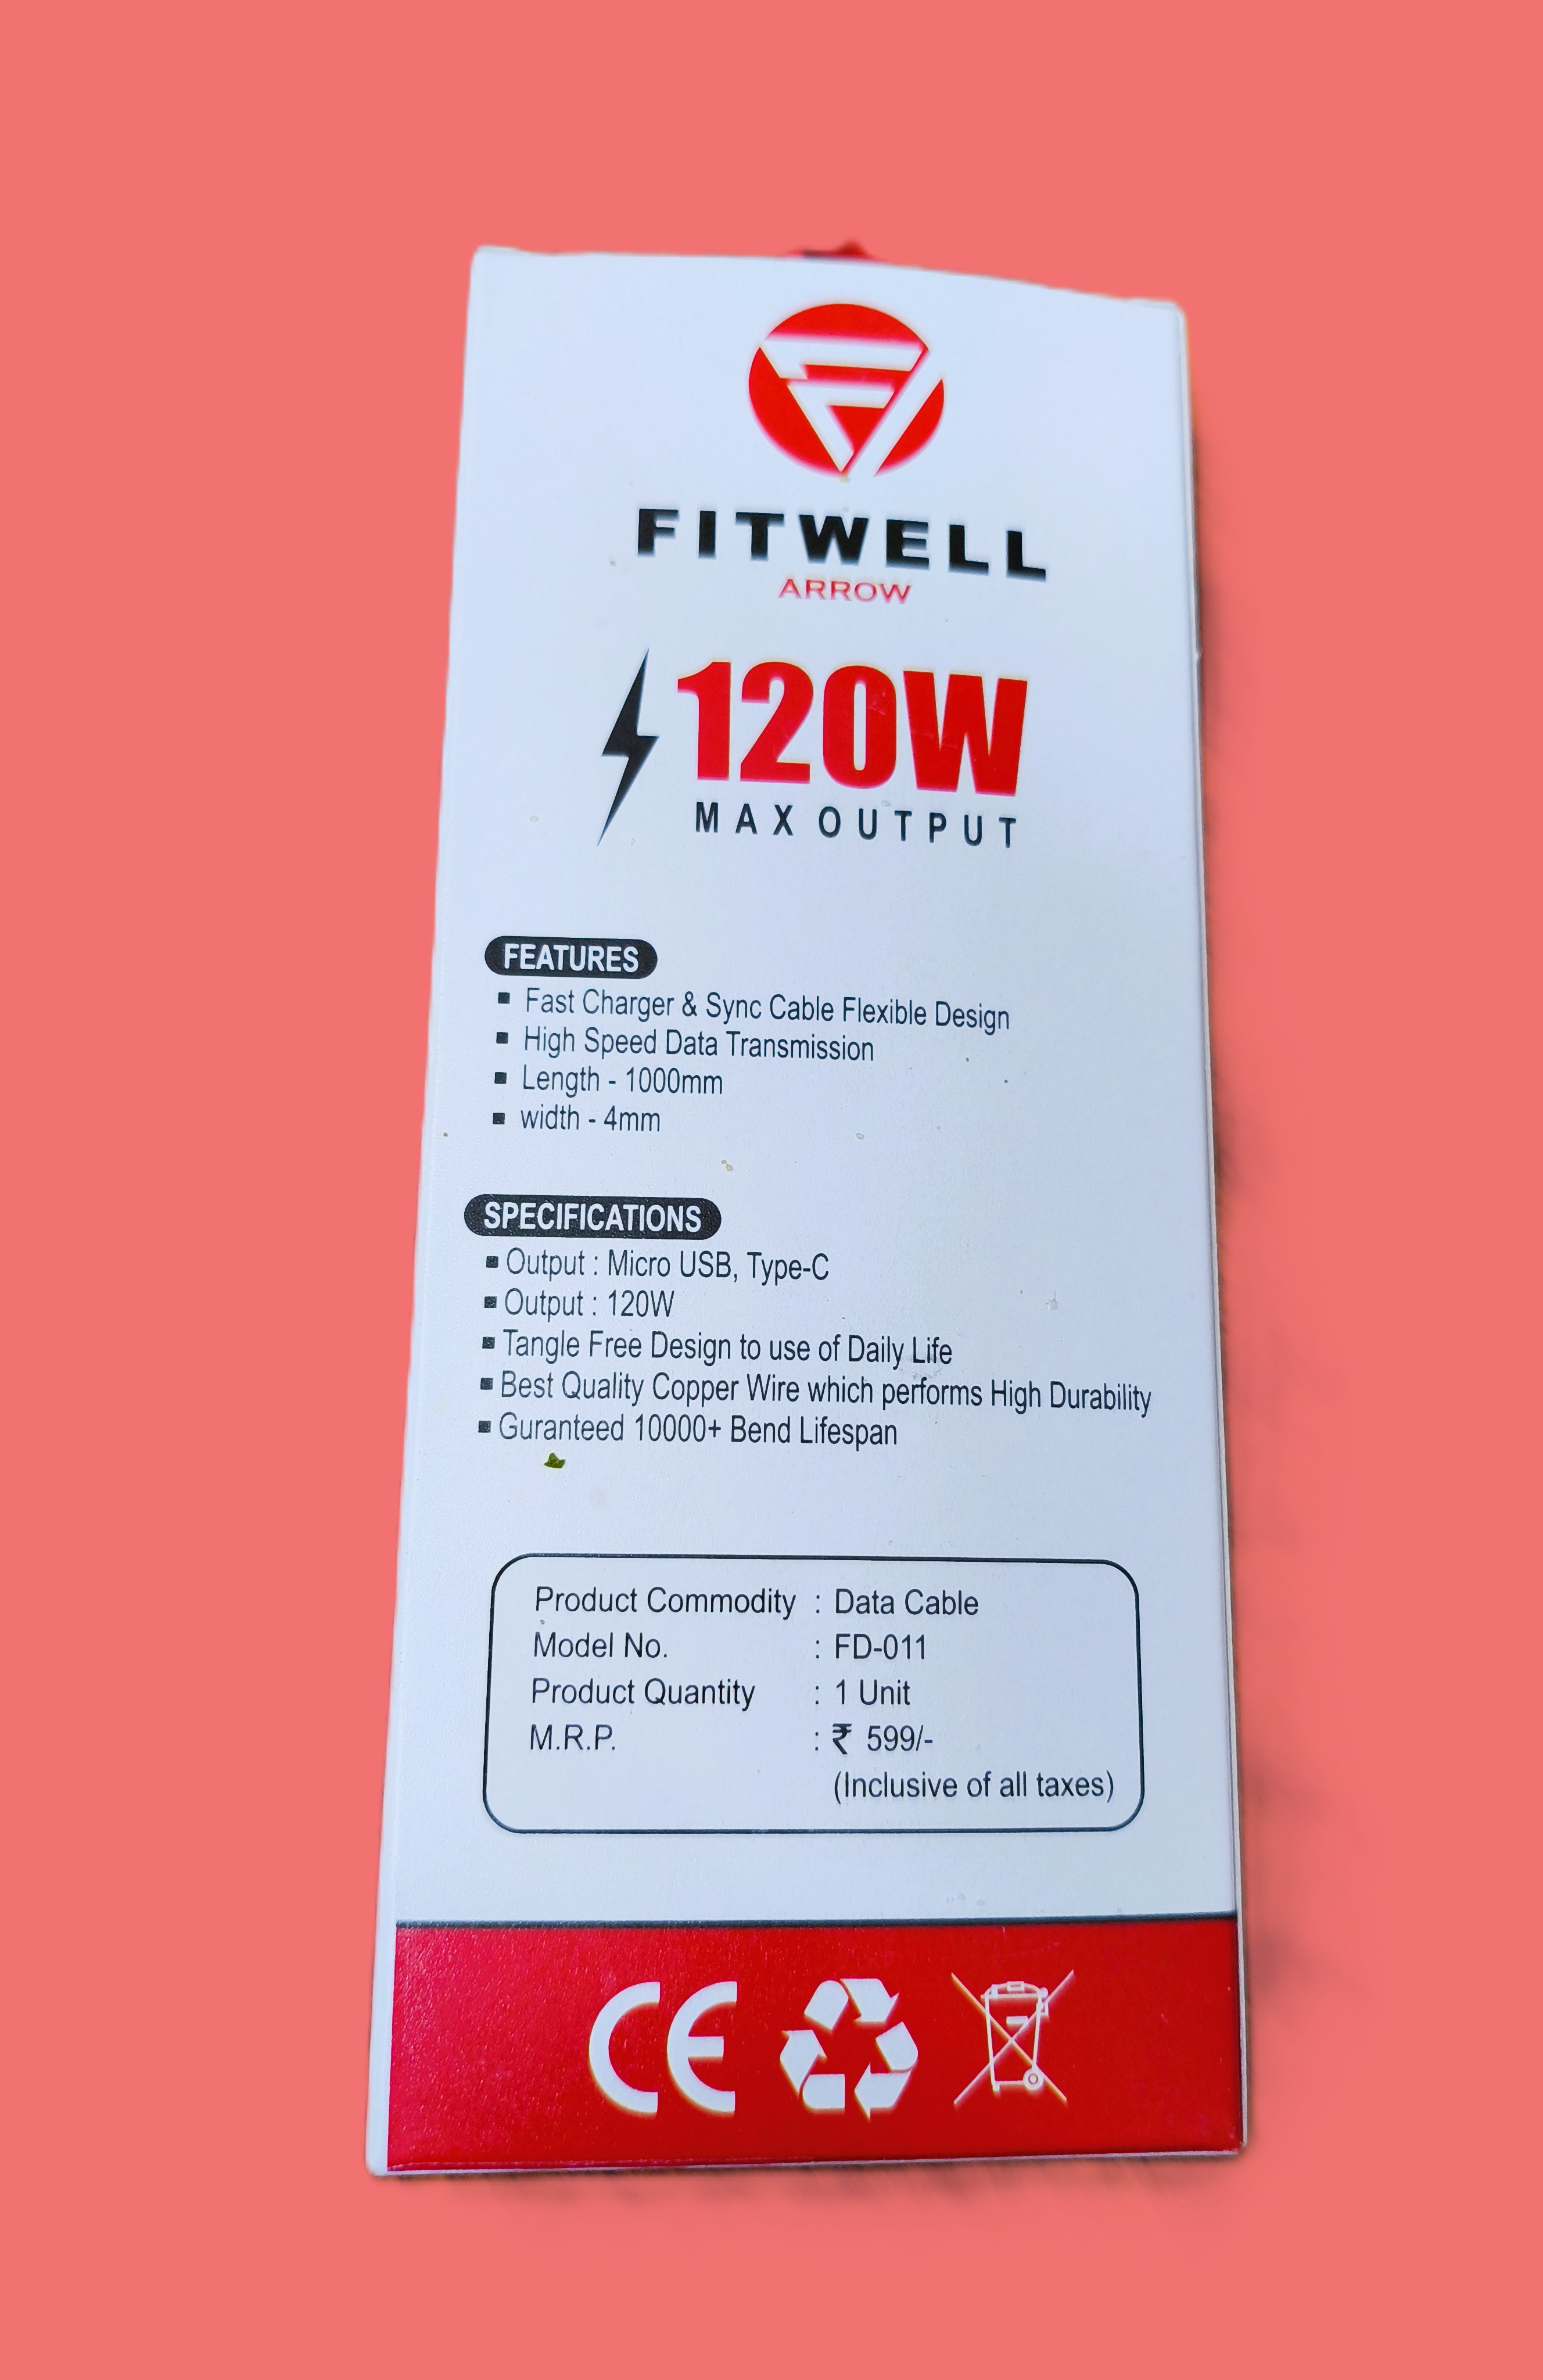 FITWELL
ARROW
120W
MAX OUTPUT
FEATURES
▪ Fast Charger & Sync Cable Flexible Design
▪ High Speed Data Transmission
▪ Length - 1000mm
▪ width - 4mm
SPECIFICATIONS
▪ Output : Micro USB, Type-C
▪ Output : 120W
▪ Tangle Free Design to use of Daily Life
▪ Best Quality Copper Wire which performs High Durability
▪ Guranteed 10000+ Bend Lifespan
Product Commodity : Data Cable
Model No. : FD-011
Product Quantity : 1 Unit
M.R.P. : ₹ 599/-
(Inclusive of all taxes)
CE